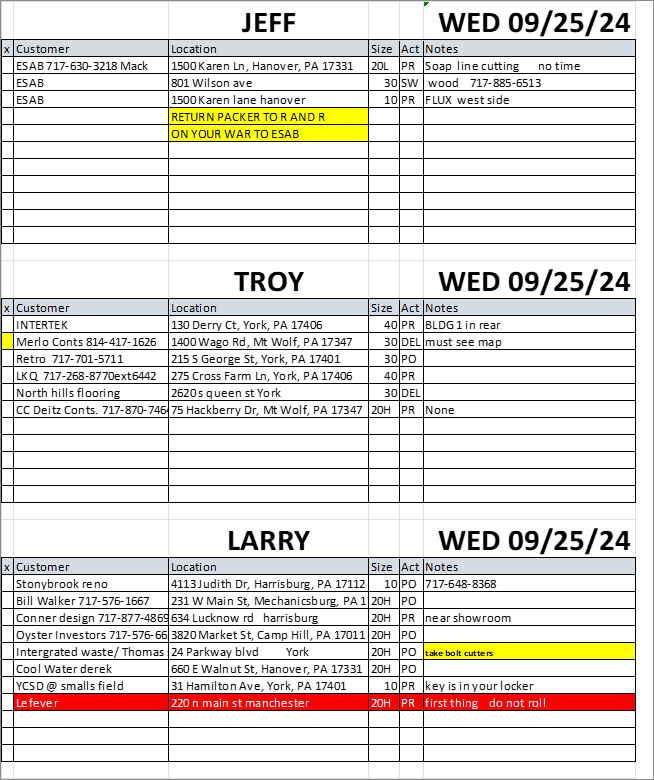 JEFF WED 09/25/24
x Customer Location Size Act Notes
ESAB 717-630-3218 Mack 1500 Karen Ln, Hanover, PA 17331 20L PR Soap line cutting no time
ESAB 801 Wilson ave 30 SW wood 717-885-6513
ESAB 1500 Karen lane hanover 10 PR FLUX west side
RETURN PACKER TO R AND R
ON YOUR WAR TO ESAB
TROY WED 09/25/24
x Customer Location Size Act Notes
INTERTEK 130 Derry Ct, York, PA 17406 40 PR BLDG 1 in rear
Merlo Conts 814-417-1626 1400 Wago Rd, Mt Wolf, PA 17347 30 DEL must see map
Retro 717-701-5711 215 S George St, York, PA 17401 30 PO
LKQ 717-268-8770ext6442 275 Cross Farm Ln, York, PA 17406 40 PR
North hills flooring 2620 s queen st York 30 DEL
CC Deitz Conts. 717-870-746 75 Hackberry Dr, Mt Wolf, PA 17347 20H PR None
LARRY WED 09/25/24
x Customer Location Size Act Notes
Stonybrook reno 4113 Judith Dr, Harrisburg, PA 17112 10 PO 717-648-8368
Bill Walker 717-576-1667 231 W Main St, Mechanicsburg, PA 1 20H PO
Conner design 717-877-4869 634 Lucknow rd harrisburg 20H PR near showroom
Oyster Investors 717-576-66 3820 Market St, Camp Hill, PA 17011 20H PO
Intergrated waste/ Thomas 24 Parkway blvd York 20H PO take bolt cutters
Cool Water derek 660 E Walnut St, Hanover, PA 17331 20H PO
YCSD @ smalls field 31 Hamilton Ave, York, PA 17401 10 PR key is in your locker
Lefever 220 n main st manchester 20H PR first thing do not roll